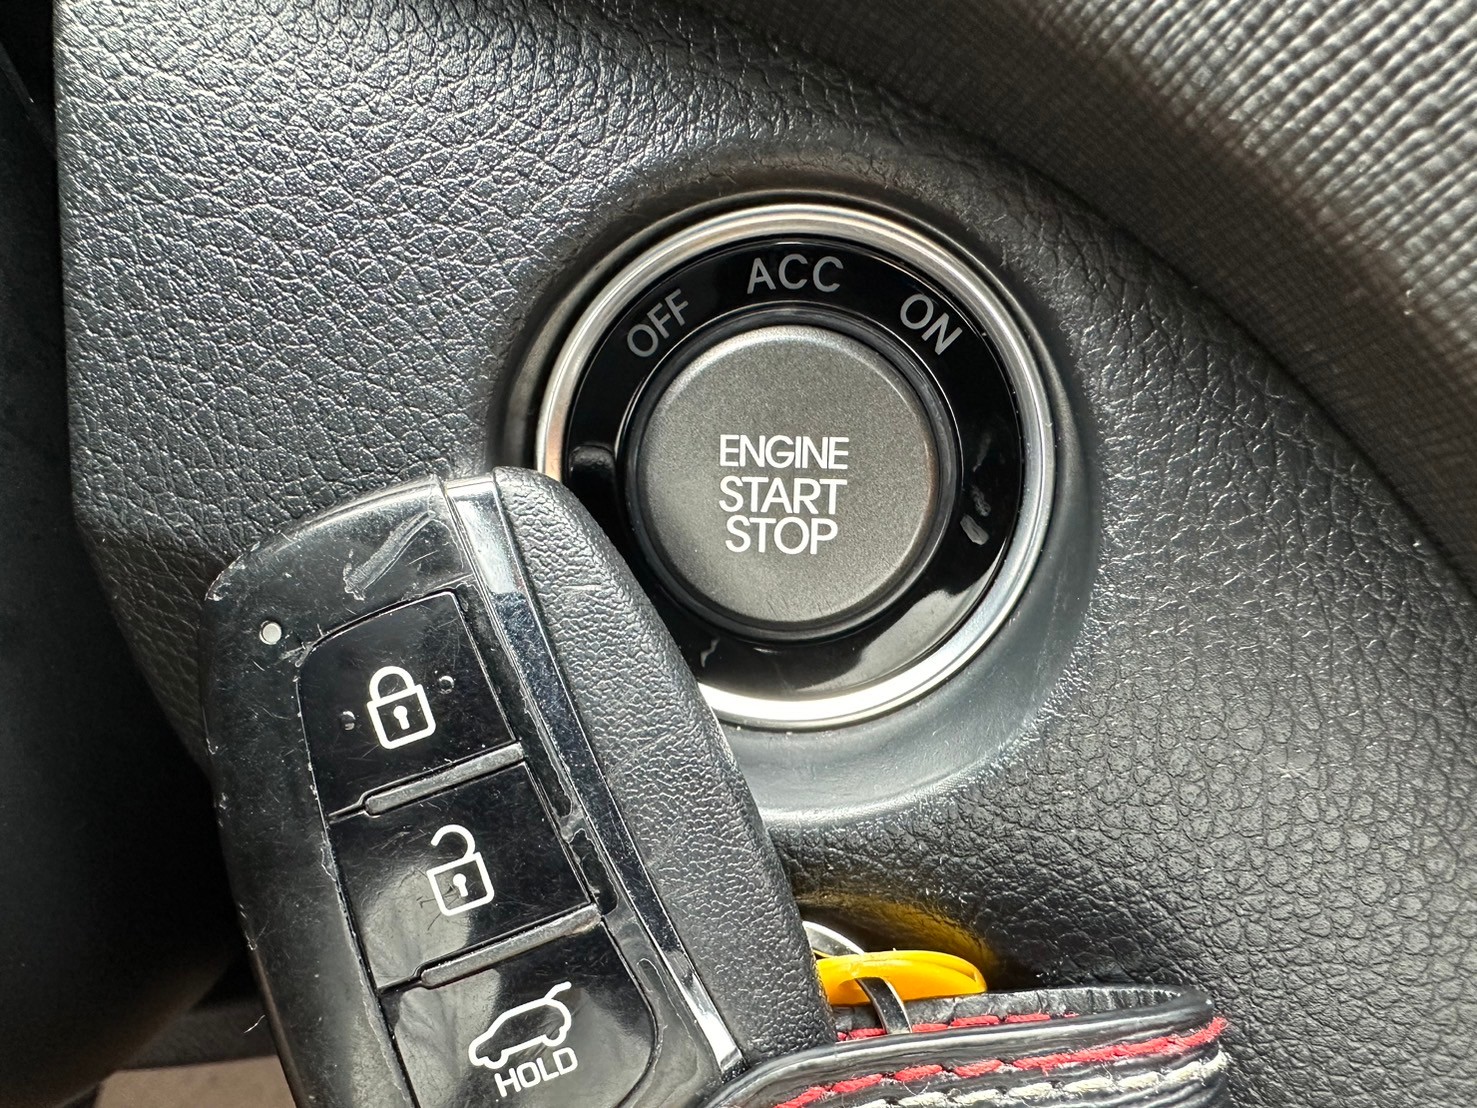 OFF ACC ON
ENGINE
START
STOP
HOLD